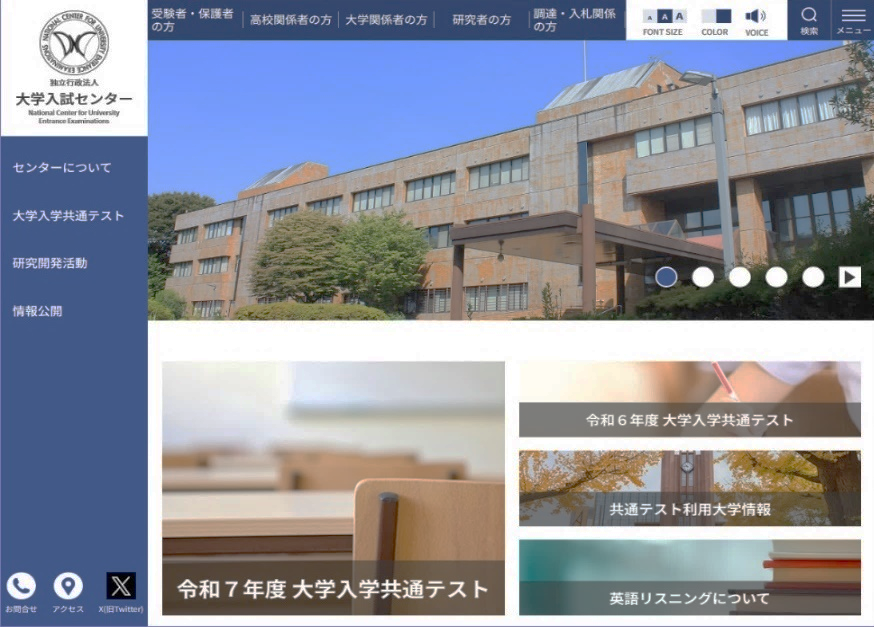 NATIONAL CENTER FOR UNIVERSITY ENTRANCE EXAMINATIONS
独立行政法人
大学入試センター
National Center for University
Entrance Examinations
受験者・保護者
の方
高校関係者の方
大学関係者の方
研究者の方
調達・入札関係
の方
A A A
FONT SIZE
COLOR
VOICE
検索
メニュー
センターについて
大学入学共通テスト
研究開発活動
情報公開
令和7年度 大学入学共通テスト
令和6年度 大学入学共通テスト
共通テスト利用大学情報
英語リスニングについて
お問合せ
アクセス
X(旧Twitter)